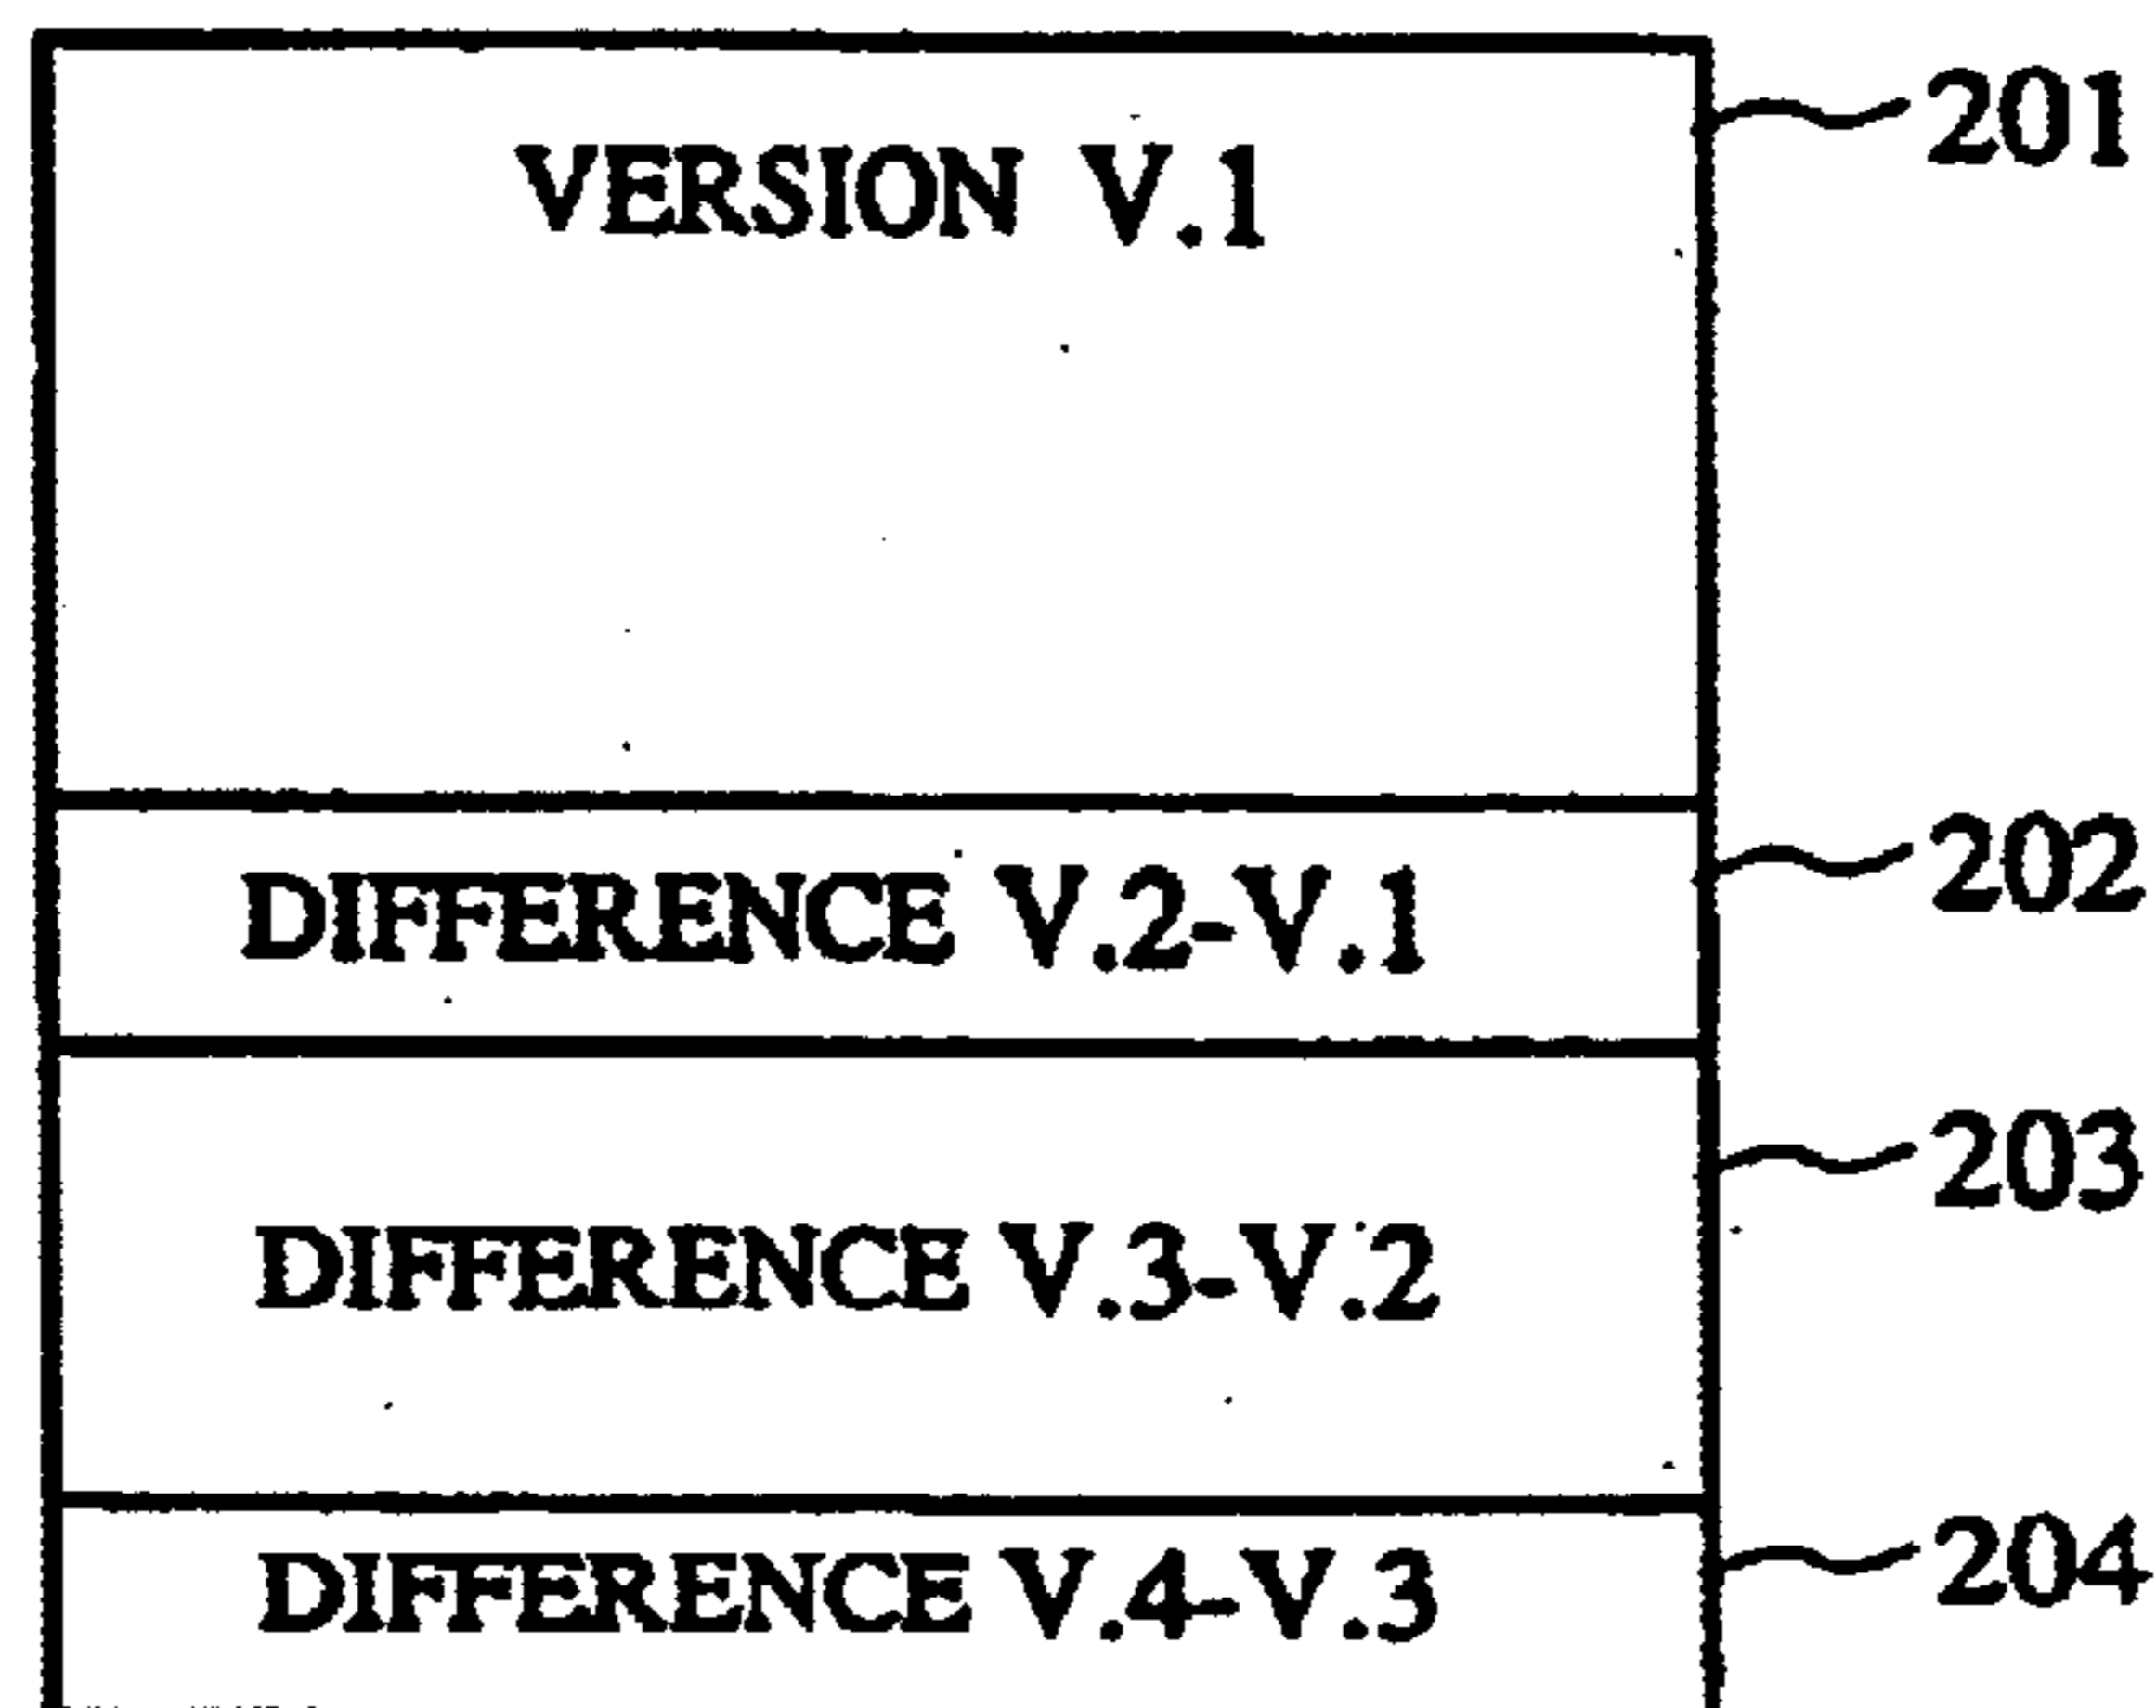 VERSION V.1
201
DIFFERENCE V.2-V.1
202
DIFFERENCE V.3-V.2
203
DIFFERENCE V.4-V.3
204